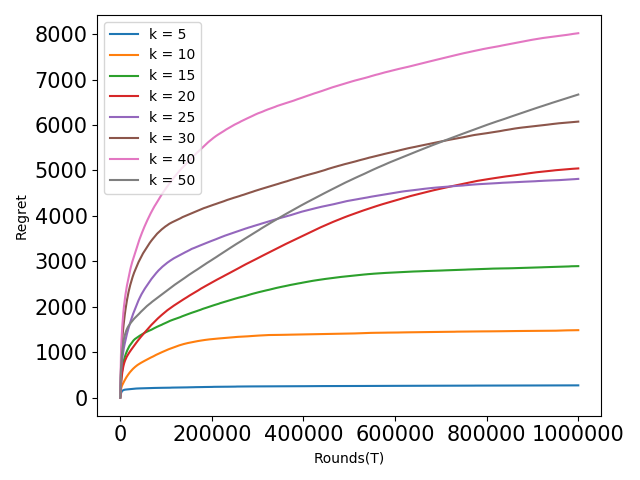 8000
7000
6000
5000
4000
3000
2000
1000
0
Regret
k = 5
k = 10
k = 15
k = 20
k = 25
k = 30
k = 40
k = 50
0 200000 400000 600000 800000 1000000
Rounds(T)